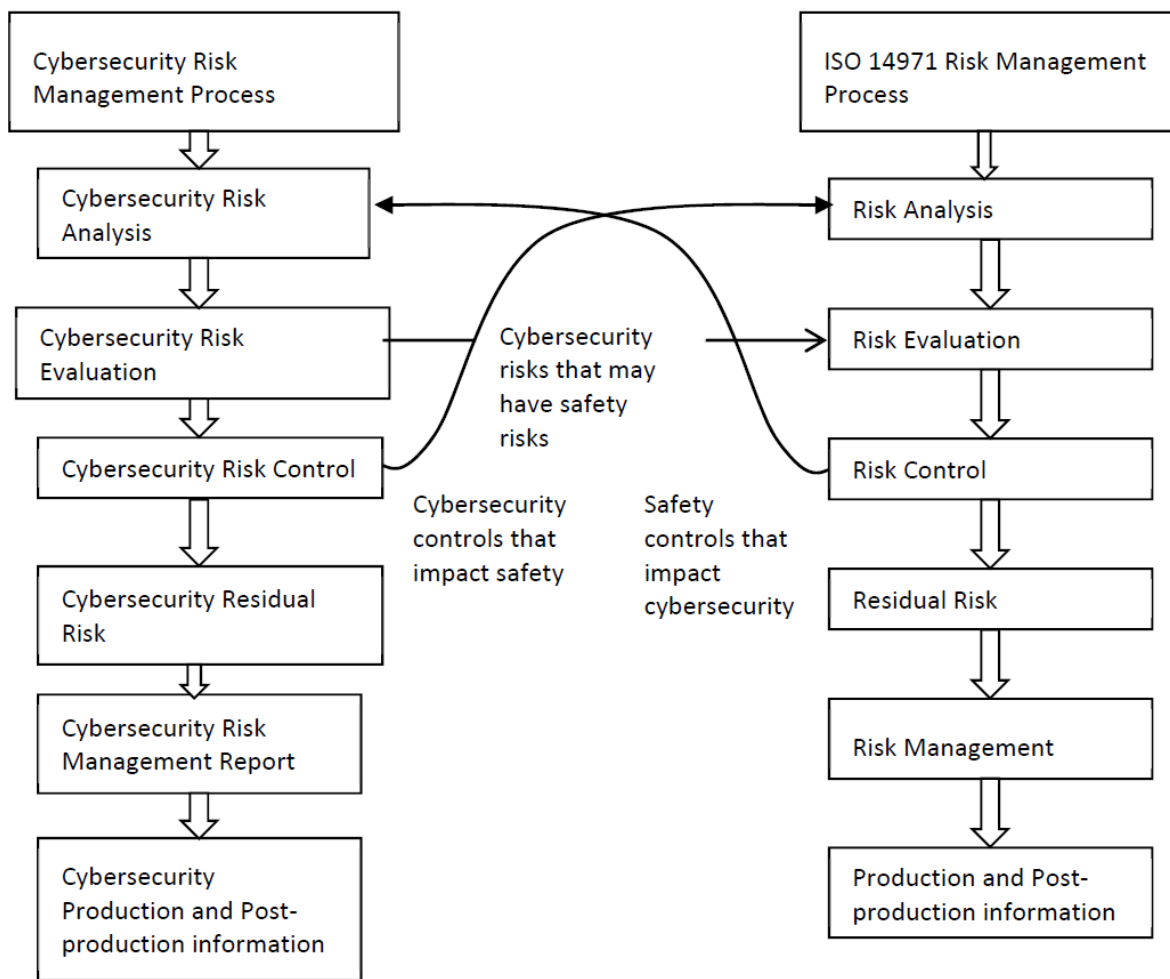 Cybersecurity Risk
Management Process
ISO 14971 Risk Management
Process
Cybersecurity Risk
Analysis
Risk Analysis
Cybersecurity Risk
Evaluation
Cybersecurity
risks that may
have safety
risks
Risk Evaluation
Cybersecurity Risk Control
Risk Control
Cybersecurity
controls that
impact safety
Safety
controls that
impact
cybersecurity
Cybersecurity Residual
Risk
Residual Risk
Cybersecurity Risk
Management Report
Risk Management
Cybersecurity
Production and Post-
production information
Production and Post-
production information